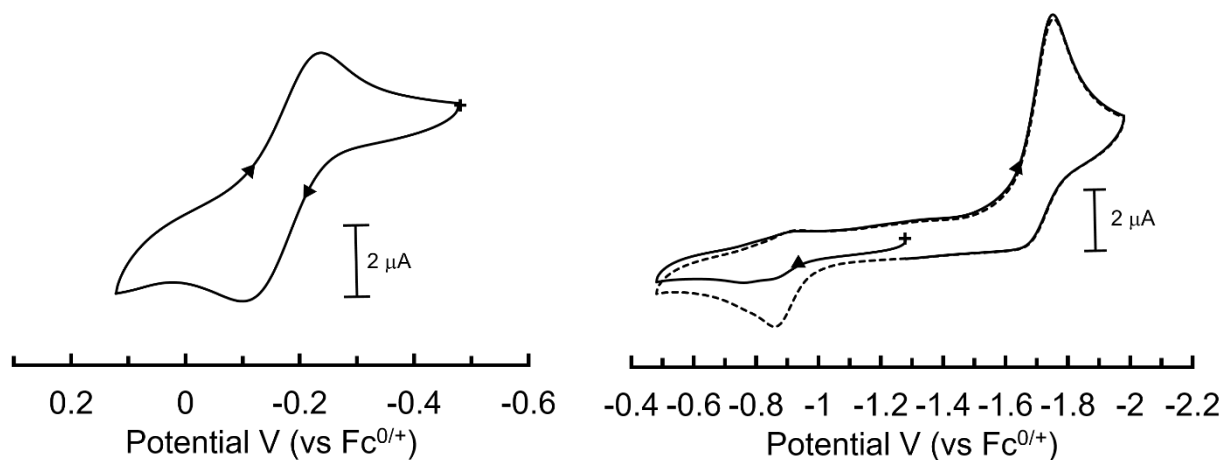 2 μA
0.2 0 -0.2 -0.4 -0.6
Potential V (vs Fc0/+)
2 μA
-0.4 -0.6 -0.8 -1 -1.2 -1.4 -1.6 -1.8 -2 -2.2
Potential V (vs Fc0/+)